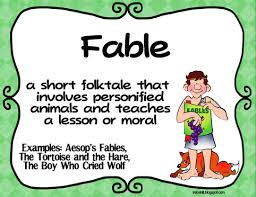 Fable
a short folktale that
involves personified
animals and teaches
a lesson or moral
Examples: Aesop's Fables,
The Tortoise and the Hare,
The Boy Who Cried Wolf
FABLES